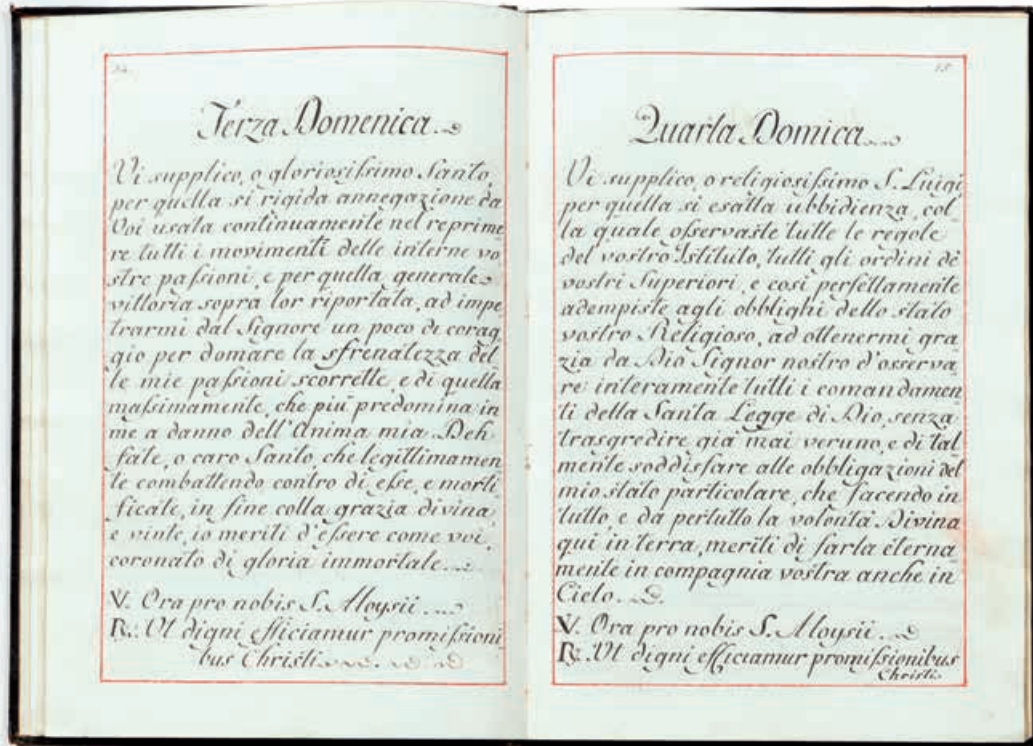 14
Terza Domenica.
Vi supplico, o gloriosissimo Santo,
per quella si rigida annegazione da
Voi usata continuamente nel reprime
re tutti i movimenti delle interne vo
stre passioni, e per quella generale
vittoria sopra lor riportata, ad impe
trarmi dal Signore un poco di corag
gio per domare la sfrenatezza del
le mie passioni scorrette, e di quella
massimamente, che più predomina in
me a danno dell'Anima mia. Deh
fate, o caro Santo, che legittimamen
te combattendo contro di esse, e morti
ficate, in fine colla grazia divina
e vinte, io meriti d'essere come voi,
coronato di gloria immortale.
V. Ora pro nobis S. Aloysii.
R.: Ut digni efficiamur promissioni
bus Christi.
15
Quarta Domica.
Vi supplico, o religiosissimo S. Luigi
per quella si esatta ubbidienza, col
la quale osservaste tutte le regole
del vostro Istituto, tutti gli ordini de'
vostri Superiori, e così perfettamente
adempiste agli obblighi dello stato
vostro Religioso, ad ottenermi gra
zia da Dio Signor nostro d'osserva
re interamente tutti i comandamen
ti della Santa Legge di Dio, senza
trasgredire già mai veruno, e di tal
mente soddisfare alle obbligazioni del
mio stato particolare, che facendo in
tutto, e da pertutto la volontà Divina
qui in terra, meriti di farla eterna
mente in compagnia vostra anche in
Cielo.
V. Ora pro nobis S. Aloysii.
R. Ut digni efficiamur promissionibus
Christi.